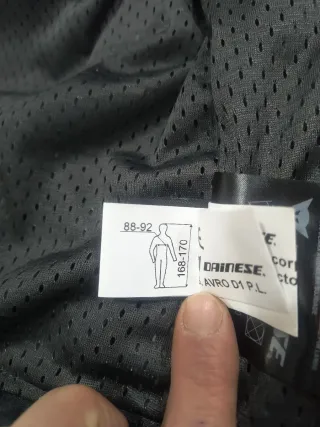 88-92
168-170
DAINESE.
AVRO D1 P.L.